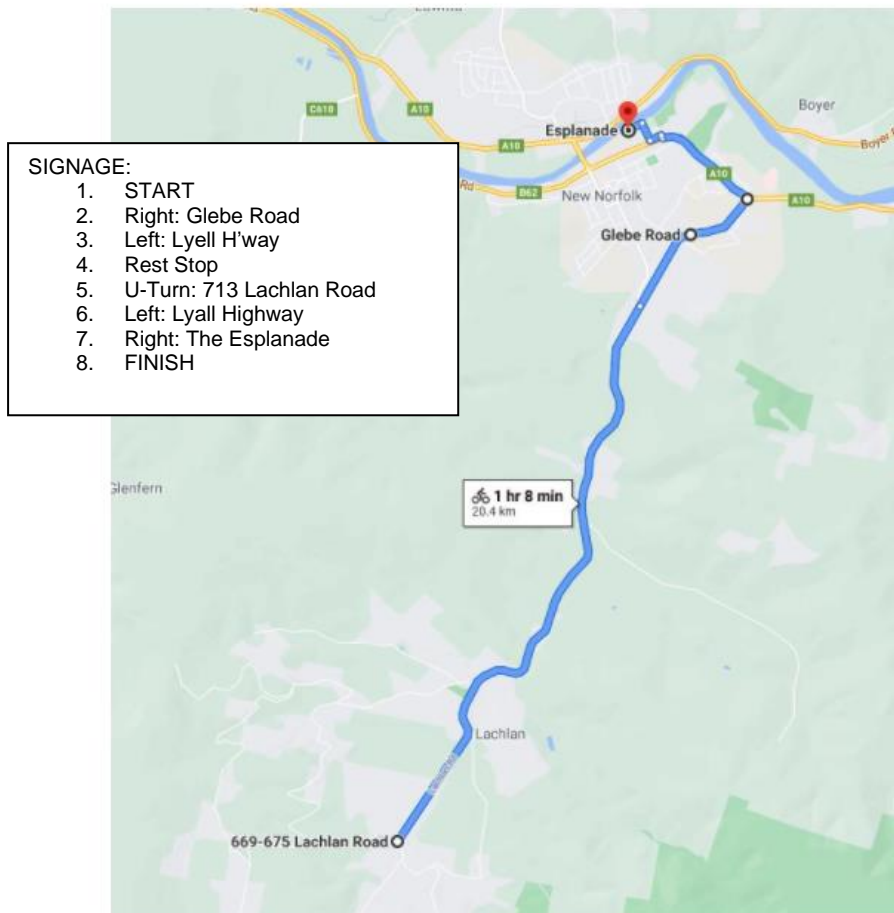 SIGNAGE:
1. START
2. Right: Glebe Road
3. Left: Lyell H'way
4. Rest Stop
5. U-Turn: 713 Lachlan Road
6. Left: Lyall Highway
7. Right: The Esplanade
8. FINISH
C610
A10
Boyer
Esplanade
A10
Boyer
Rd
B62
New Norfolk
A10
A10
Glebe Road
Glenfern
1 hr 8 min
20.4 km
Lachlan
669-675 Lachlan Road